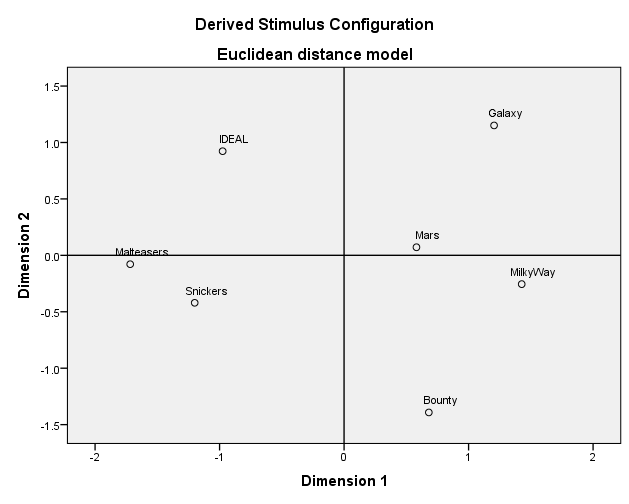 Derived Stimulus Configuration
Euclidean distance model
1.5
Galaxy
IDEAL
1.0
0.5
Mars
Malteasers
0.0
MilkyWay
Snickers
-0.5
-1.0
Bounty
-1.5
Dimension 2
-2
-1
0
1
2
Dimension 1